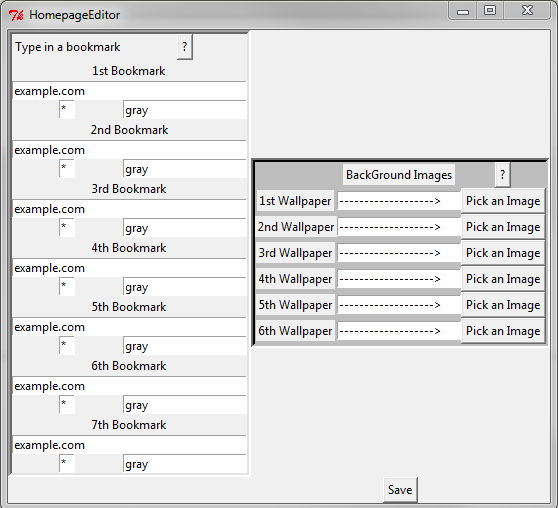 HomepageEditor
Type in a bookmark ?
1st Bookmark
example.com
* gray
2nd Bookmark
example.com
* gray
3rd Bookmark
example.com
* gray
4th Bookmark
example.com
* gray
5th Bookmark
example.com
* gray
6th Bookmark
example.com
* gray
7th Bookmark
example.com
* gray
BackGround Images ?
1st Wallpaper -------------------> Pick an Image
2nd Wallpaper -------------------> Pick an Image
3rd Wallpaper -------------------> Pick an Image
4th Wallpaper -------------------> Pick an Image
5th Wallpaper -------------------> Pick an Image
6th Wallpaper -------------------> Pick an Image
Save